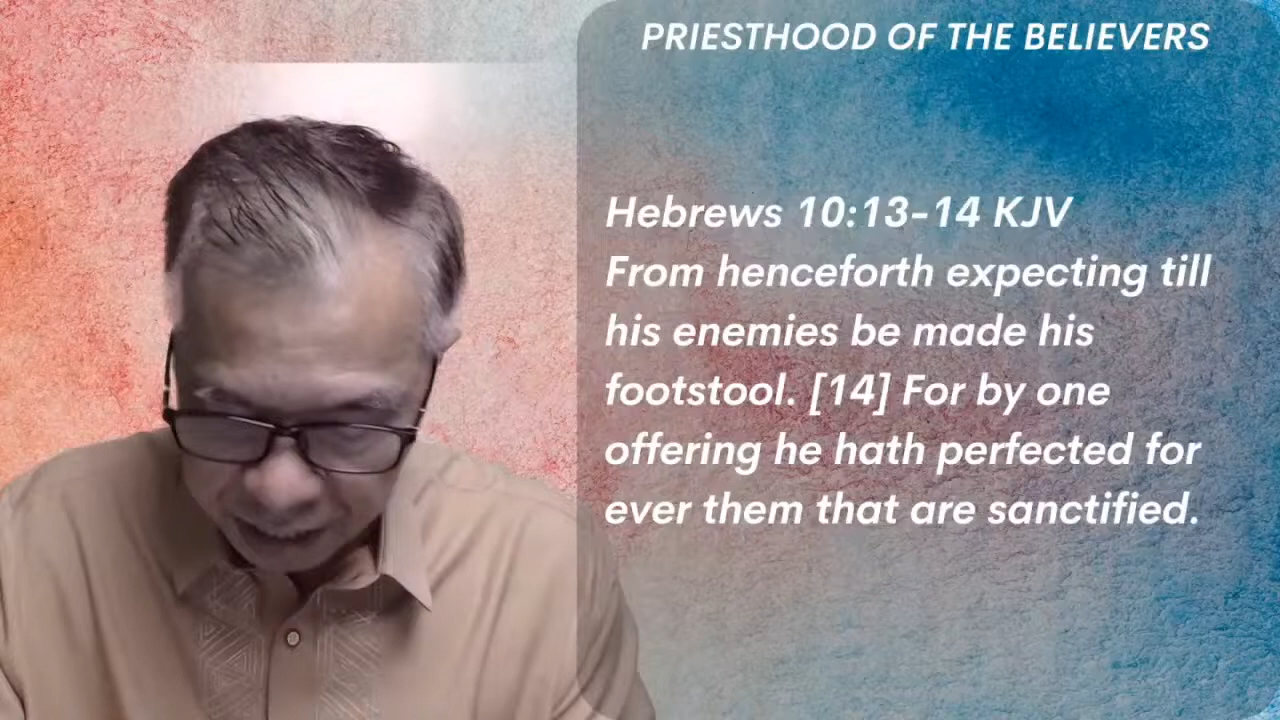 PRIESTHOOD OF THE BELIEVERS
Hebrews 10:13-14 KJV
From henceforth expecting till
his enemies be made his
footstool. [14] For by one
offering he hath perfected for
ever them that are sanctified.